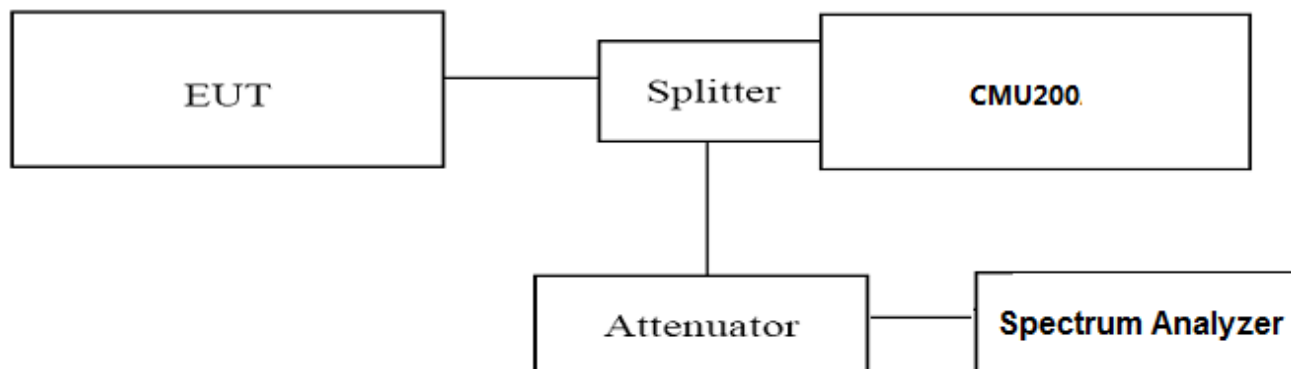 EUT
Splitter
CMU200.
Attenuator
Spectrum Analyzer